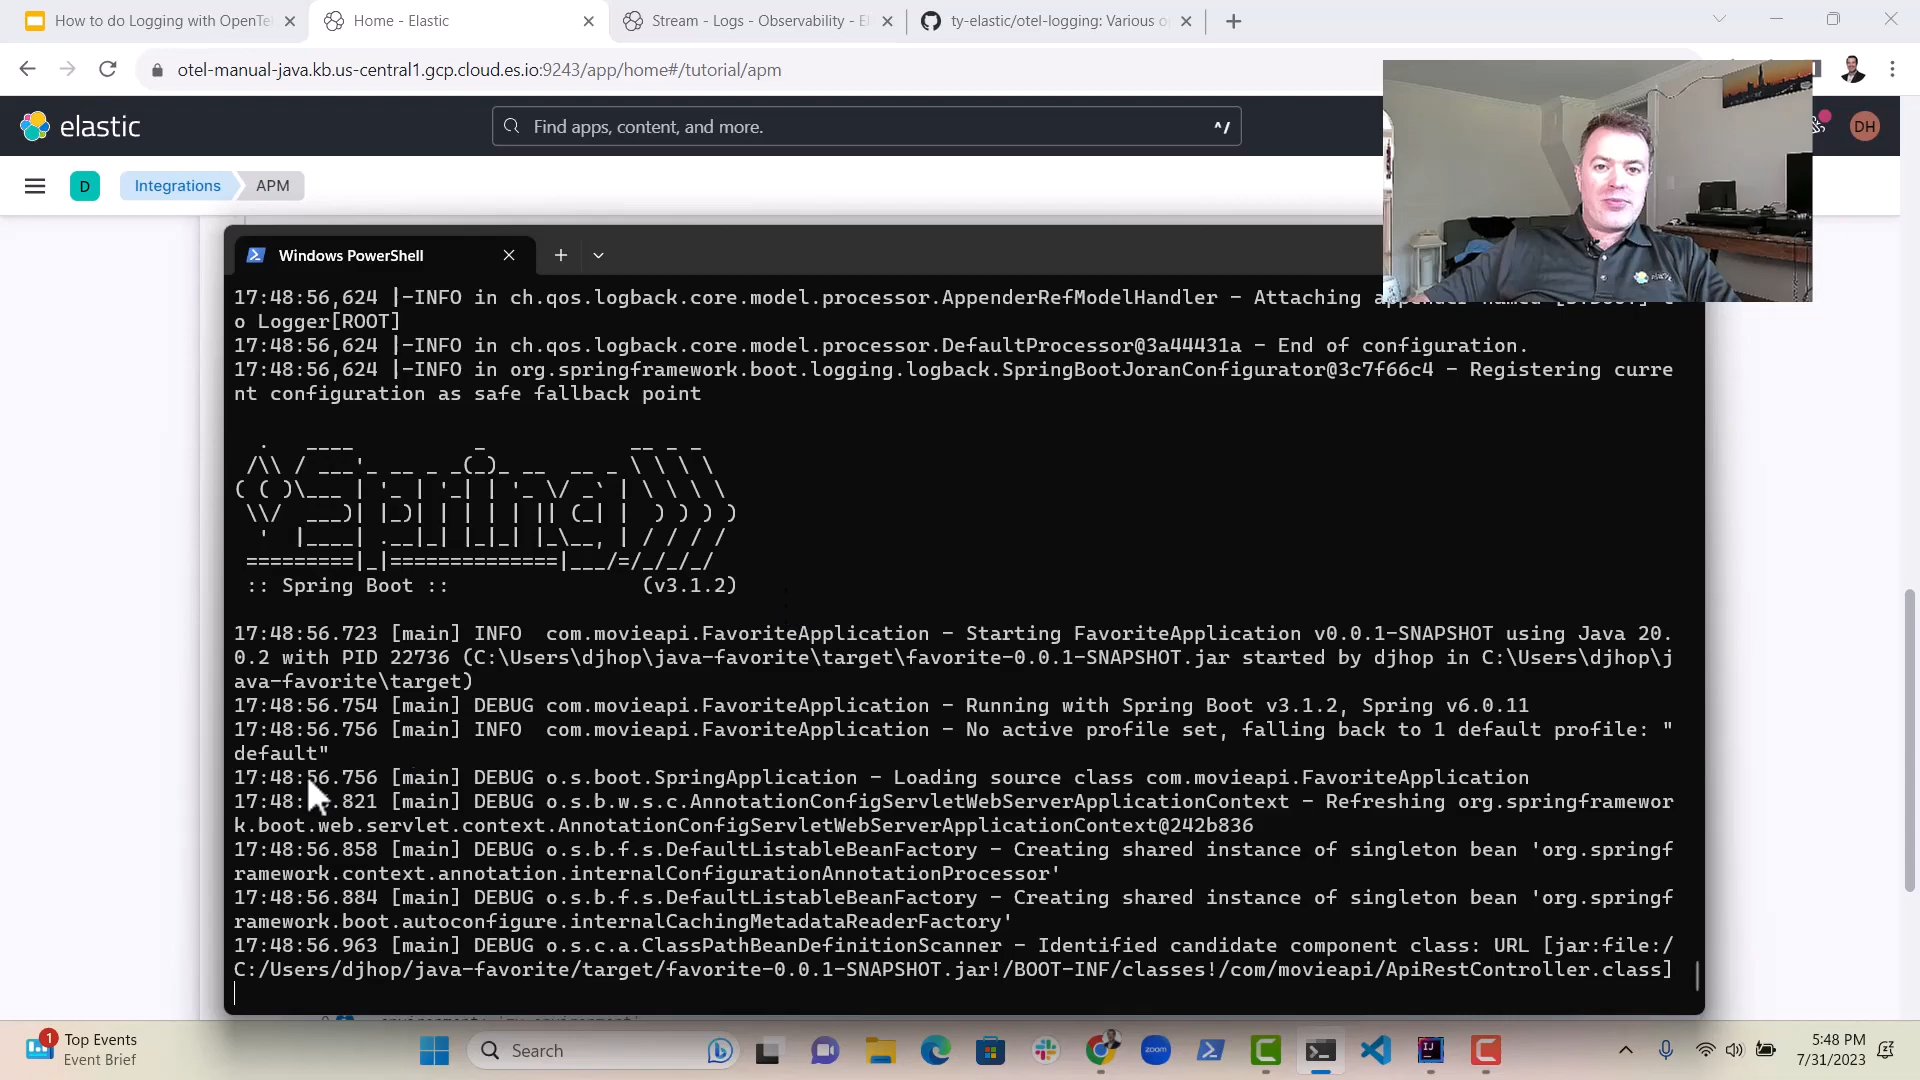 How to do Logging with OpenTel
Home - Elastic
Stream - Logs - Observability - El
ty-elastic/otel-logging: Various o
otel-manual-java.kb.us-central1.gcp.cloud.es.io:9243/app/home#/tutorial/apm
elastic
Find apps, content, and more.
^/
DH
D
Integrations
APM
Windows PowerShell
17:48:56,624 |-INFO in ch.qos.logback.core.model.processor.AppenderRefModelHandler - Attaching
o Logger[ROOT]
17:48:56,624 |-INFO in ch.qos.logback.core.model.processor.DefaultProcessor@3a44431a - End of configuration.
17:48:56,624 |-INFO in org.springframework.boot.logging.logback.SpringBootJoranConfigurator@3c7f66c4 - Registering curre
nt configuration as safe fallback point
Spring
:: Spring Boot :: (v3.1.2)
17:48:56.723 [main] INFO com.movieapi.FavoriteApplication - Starting FavoriteApplication v0.0.1-SNAPSHOT using Java 20.
0.2 with PID 22736 (C:\Users\djhop\java-favorite\target\favorite-0.0.1-SNAPSHOT.jar started by djhop in C:\Users\djhop\j
ava-favorite\target)
17:48:56.754 [main] DEBUG com.movieapi.FavoriteApplication - Running with Spring Boot v3.1.2, Spring v6.0.11
17:48:56.756 [main] INFO com.movieapi.FavoriteApplication - No active profile set, falling back to 1 default profile: "
default"
17:48:56.756 [main] DEBUG o.s.boot.SpringApplication - Loading source class com.movieapi.FavoriteApplication
17:48: .821 [main] DEBUG o.s.b.w.s.c.AnnotationConfigServletWebServerApplicationContext - Refreshing org.springframewor
k.boot.web.servlet.context.AnnotationConfigServletWebServerApplicationContext@242b836
17:48:56.858 [main] DEBUG o.s.b.f.s.DefaultListableBeanFactory - Creating shared instance of singleton bean 'org.springf
ramework.context.annotation.internalConfigurationAnnotationProcessor'
17:48:56.884 [main] DEBUG o.s.b.f.s.DefaultListableBeanFactory - Creating shared instance of singleton bean 'org.springf
ramework.boot.autoconfigure.internalCachingMetadataReaderFactory'
17:48:56.963 [main] DEBUG o.s.c.a.ClassPathBeanDefinitionScanner - Identified candidate component class: URL [jar:file:/
C:/Users/djhop/java-favorite/target/favorite-0.0.1-SNAPSHOT.jar!/BOOT-INF/classes!/com/movieapi/ApiRestController.class]
1
Top Events
Event Brief
Search
zoom
5:48 PM
7/31/2023